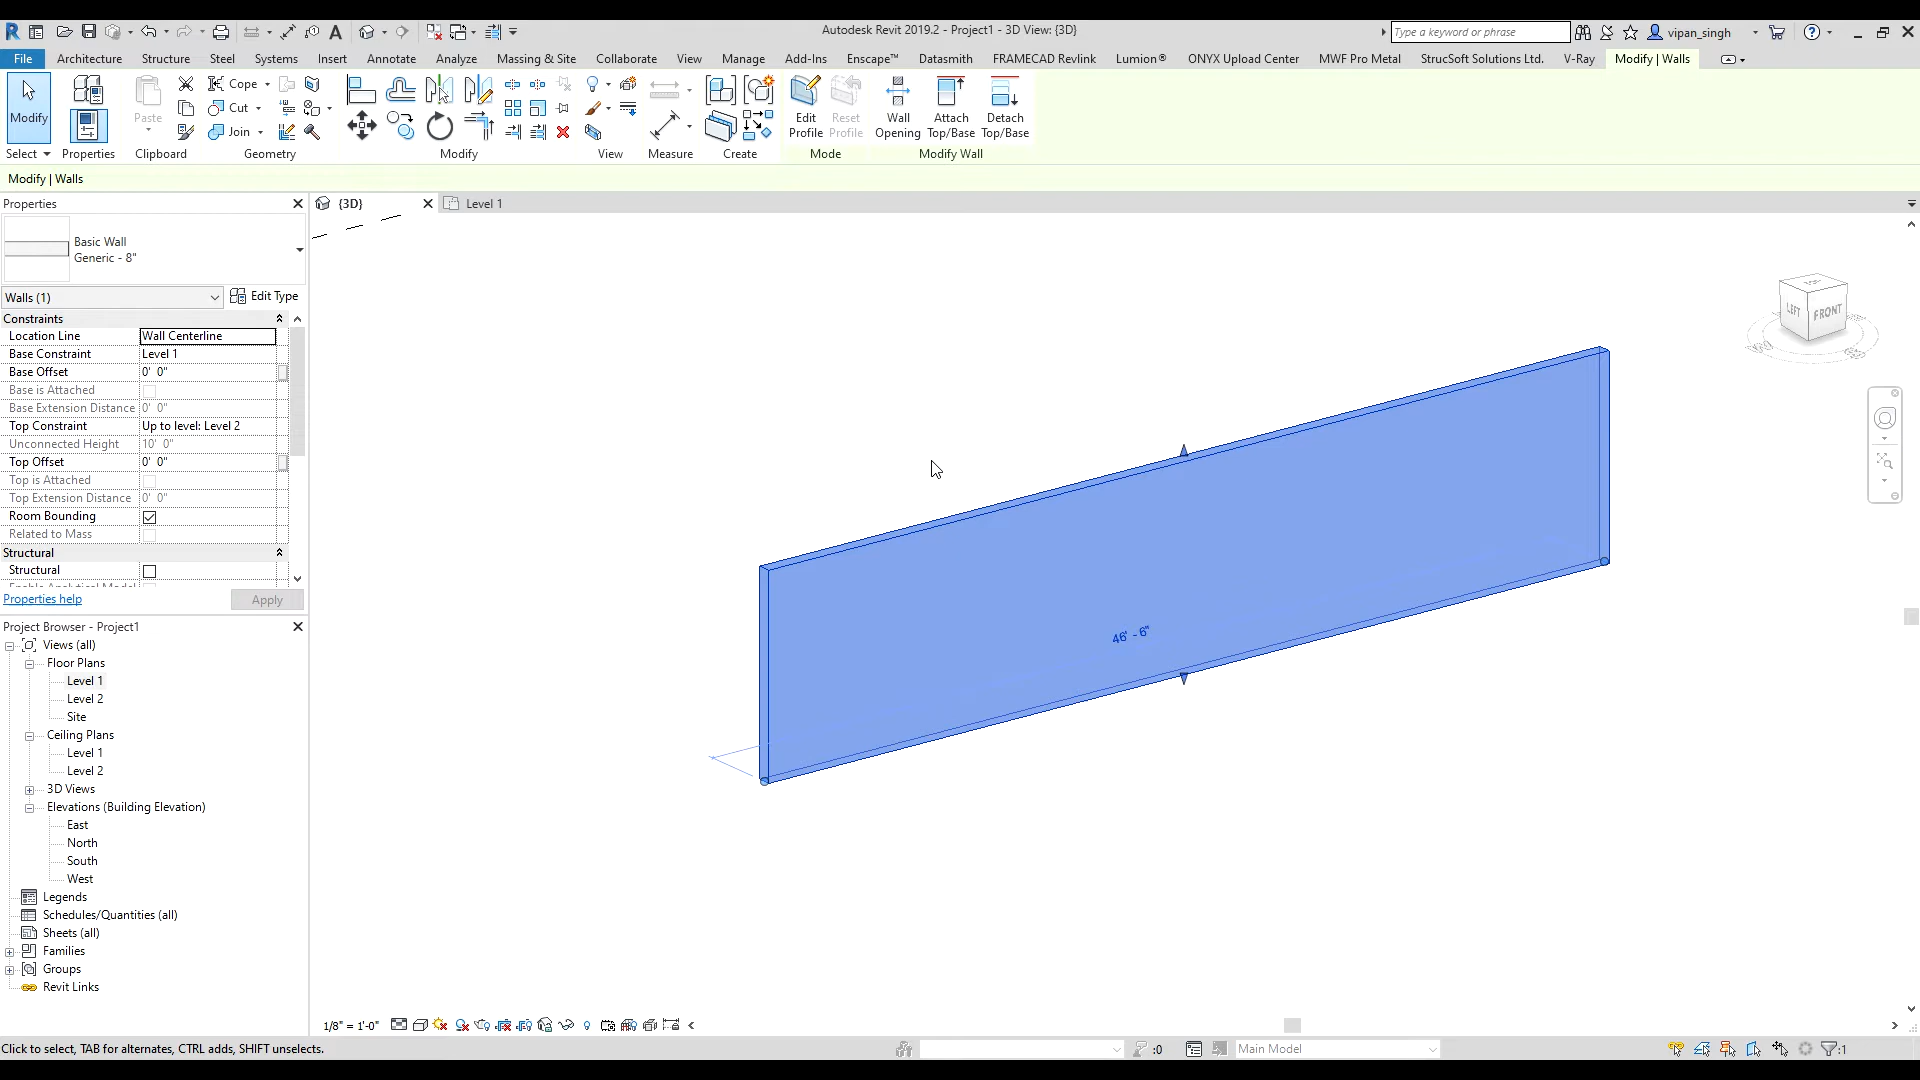 Autodesk Revit 2019.2 - Project1 - 3D View: {3D}
Type a keyword or phrase
vipan_singh
File Architecture Structure Steel Systems Insert Annotate Analyze Massing & Site Collaborate View Manage Add-Ins Enscape™ Datasmith FRAMECAD Revlink Lumion® ONYX Upload Center MWF Pro Metal StrucSoft Solutions Ltd. V-Ray Modify | Walls
Modify
Paste
Cope
Cut
Join
Edit Profile
Reset Profile
Wall Opening
Attach Top/Base
Detach Top/Base
Select Properties Clipboard Geometry Modify View Measure Create Mode Modify Wall
Modify | Walls
Properties
{3D}
Level 1
Basic Wall
Generic - 8"
Walls (1)
Edit Type
Constraints
Location Line Wall Centerline
Base Constraint Level 1
Base Offset 0' 0"
Base is Attached
Base Extension Distance 0' 0"
Top Constraint Up to level: Level 2
Unconnected Height 10' 0"
Top Offset 0' 0"
Top is Attached
Top Extension Distance 0' 0"
Room Bounding
Related to Mass
Structural
Structural
Enable Analytical Model
Properties help
Apply
LEFT
FRONT
46' - 6"
Project Browser - Project1
Views (all)
Floor Plans
Level 1
Level 2
Site
Ceiling Plans
Level 1
Level 2
3D Views
Elevations (Building Elevation)
East
North
South
West
Legends
Schedules/Quantities (all)
Sheets (all)
Families
Groups
Revit Links
1/8" = 1'-0"
Click to select, TAB for alternates, CTRL adds, SHIFT unselects.
:0
Main Model
:1